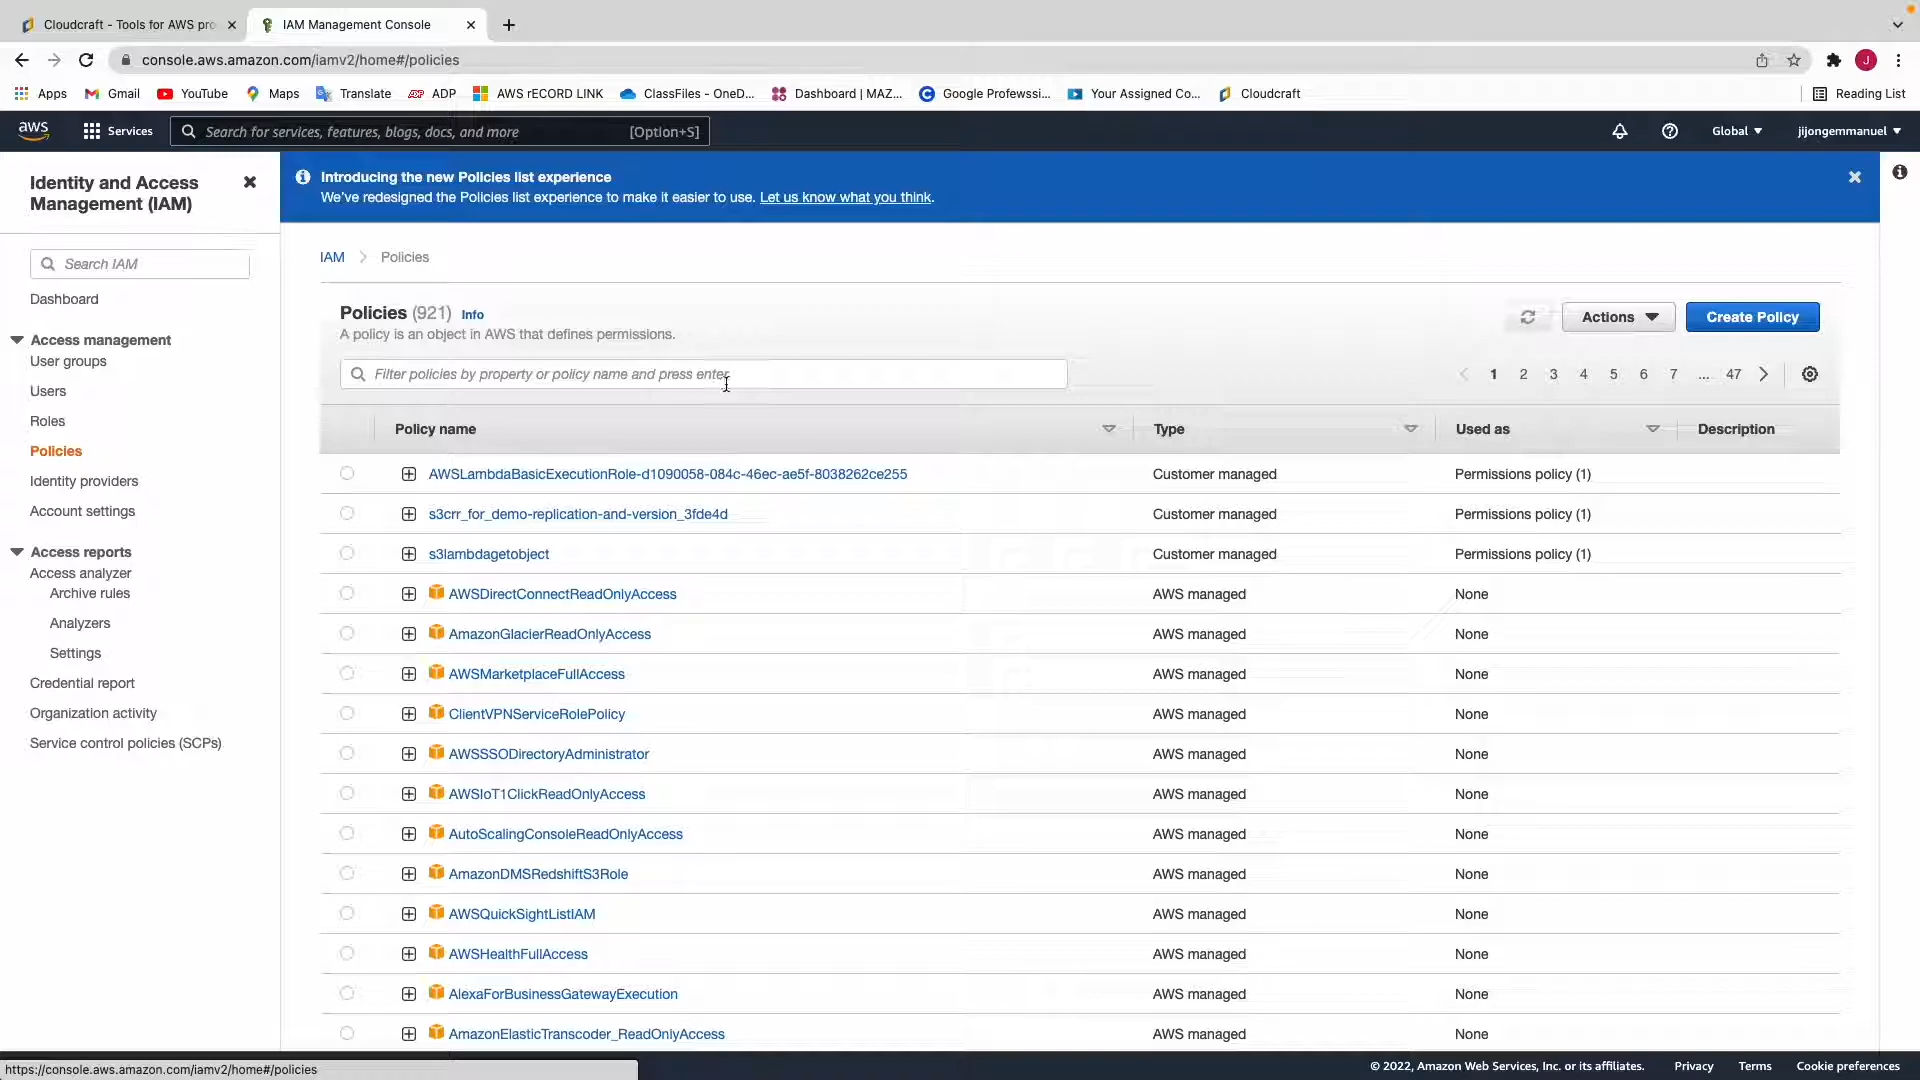 Cloudcraft - Tools for AWS pro
IAM Management Console
console.aws.amazon.com/iamv2/home#/policies
Apps
Gmail
YouTube
Maps
Translate
ADP
AWS rECORD LINK
ClassFiles - OneD...
Dashboard | MAZ...
Google Profewssi...
Your Assigned Co...
Cloudcraft
Reading List
aws
Services
Search for services, features, blogs, docs, and more
[Option+S]
Global
jijongemmanuel
Identity and Access
Management (IAM)
Search IAM
Dashboard
Access management
User groups
Users
Roles
Policies
Identity providers
Account settings
Access reports
Access analyzer
Archive rules
Analyzers
Settings
Credential report
Organization activity
Service control policies (SCPs)
Introducing the new Policies list experience
We've redesigned the Policies list experience to make it easier to use. Let us know what you think.
IAM > Policies
Policies (921) Info
A policy is an object in AWS that defines permissions.
Actions
Create Policy
Filter policies by property or policy name and press enter
1 2 3 4 5 6 7 ... 47
Policy name Type Used as Description
AWSLambdaBasicExecutionRole-d1090058-084c-46ec-ae5f-8038262ce255 Customer managed Permissions policy (1)
s3crr_for_demo-replication-and-version_3fde4d Customer managed Permissions policy (1)
s3lambdagetobject Customer managed Permissions policy (1)
AWSDirectConnectReadOnlyAccess AWS managed None
AmazonGlacierReadOnlyAccess AWS managed None
AWSMarketplaceFullAccess AWS managed None
ClientVPNServiceRolePolicy AWS managed None
AWSSSODirectoryAdministrator AWS managed None
AWSIoT1ClickReadOnlyAccess AWS managed None
AutoScalingConsoleReadOnlyAccess AWS managed None
AmazonDMSRedshiftS3Role AWS managed None
AWSQuickSightListIAM AWS managed None
AWSHealthFullAccess AWS managed None
AlexaForBusinessGatewayExecution AWS managed None
AmazonElasticTranscoder_ReadOnlyAccess AWS managed None
https://console.aws.amazon.com/iamv2/home#/policies
© 2022, Amazon Web Services, Inc. or its affiliates. Privacy Terms Cookie preferences
J